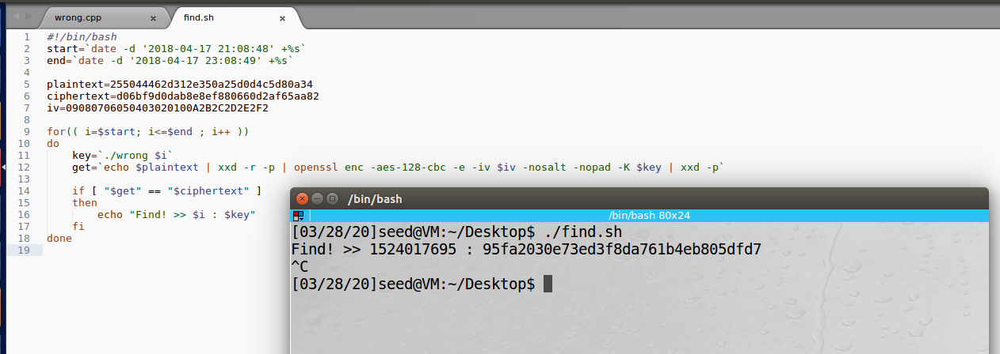 wrong.cpp × find.sh ×
1 #!/bin/bash
2 start=`date -d '2018-04-17 21:08:48' +%s`
3 end=`date -d '2018-04-17 23:08:49' +%s`
4
5 plaintext=255044462d312e350a25d0d4c5d80a34
6 ciphertext=d06bf9d0dab8e8ef880660d2af65aa82
7 iv=09080706050403020100A2B2C2D2E2F2
8
9 for(( i=$start; i<=$end ; i++ ))
10 do
11     key=`./wrong $i`
12     get=`echo $plaintext | xxd -r -p | openssl enc -aes-128-cbc -e -iv $iv -nosalt -nopad -K $key | xxd -p`
13
14     if [ "$get" == "$ciphertext" ]
15     then
16         echo "Find! >> $i : $key"
17     fi
18 done
19
/bin/bash
/bin/bash 80x24
[03/28/20]seed@VM:~/Desktop$ ./find.sh
Find! >> 1524017695 : 95fa2030e73ed3f8da761b4eb805dfd7
^C
[03/28/20]seed@VM:~/Desktop$